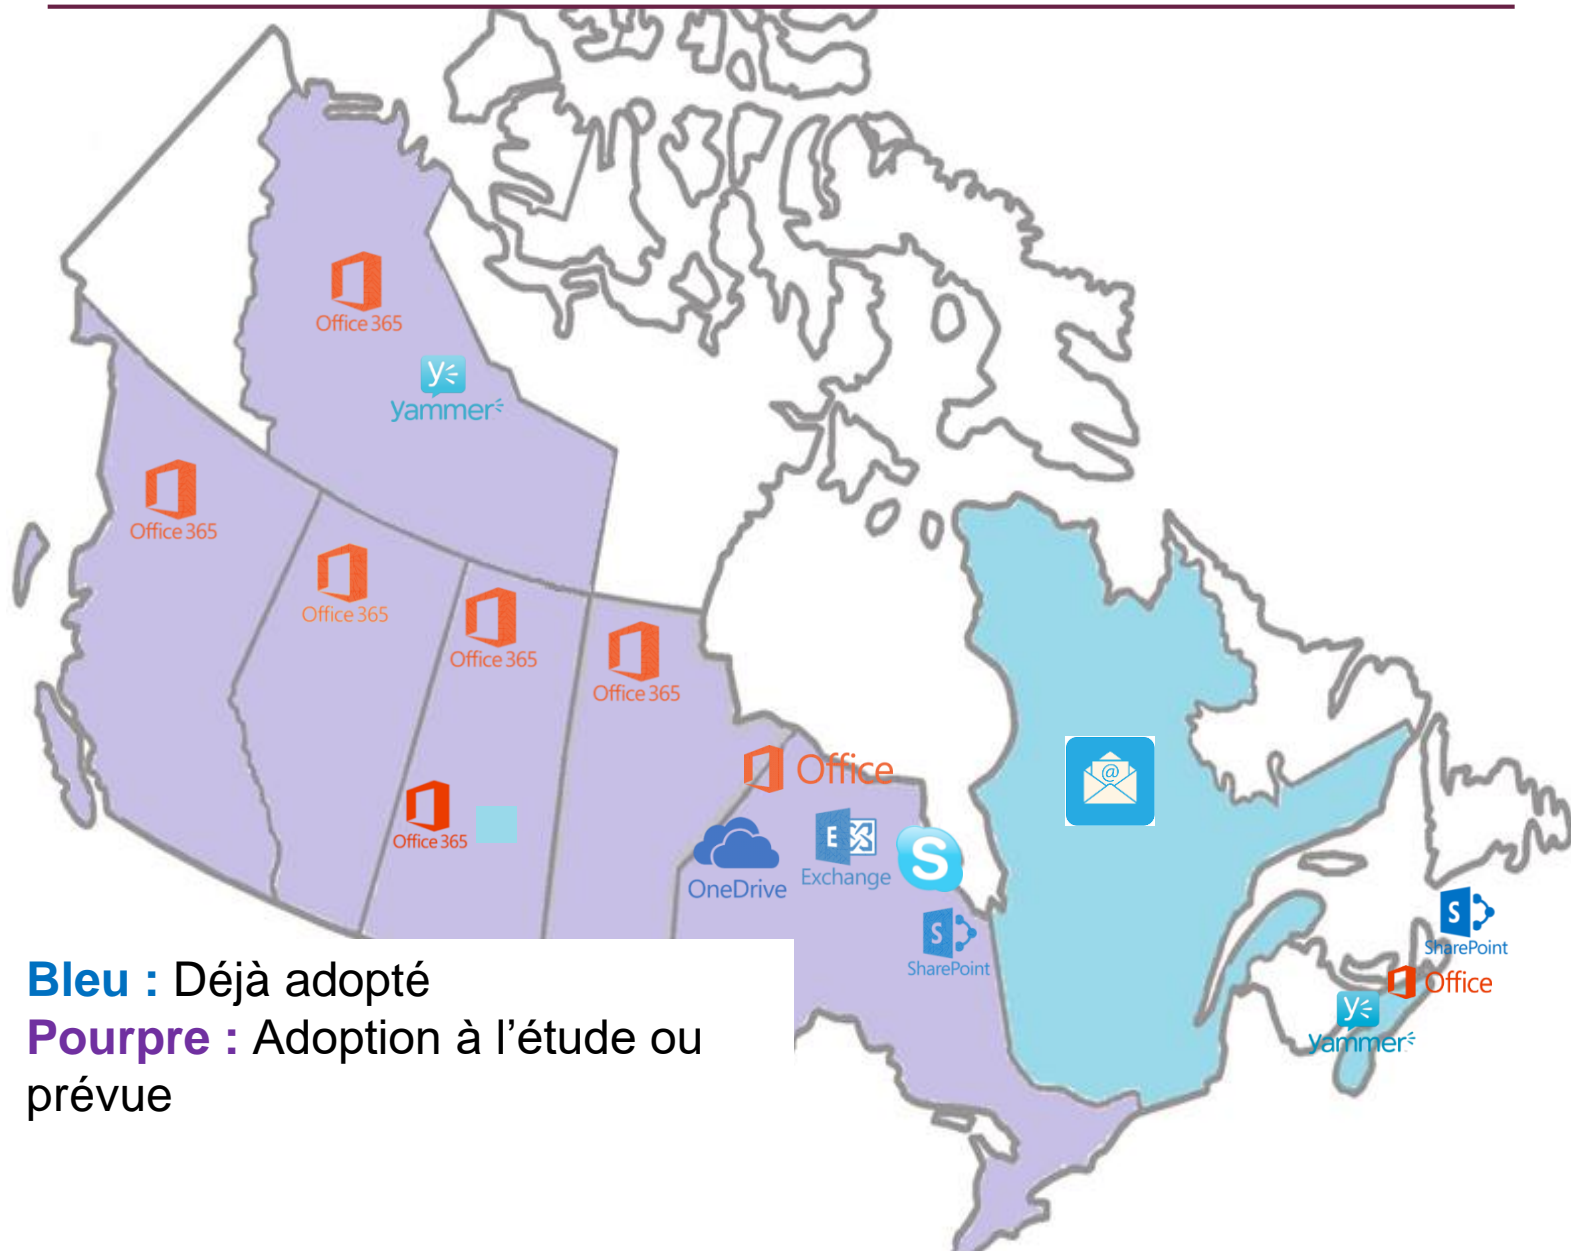 Office 365
y
yammer
Office 365
Office 365
Office 365
Office 365
Office
Office 365
OneDrive
E
Exchange
S
S
SharePoint
@
S
SharePoint
Office
y
yammer
Bleu : Déjà adopté
Pourpre : Adoption à l’étude ou
prévue